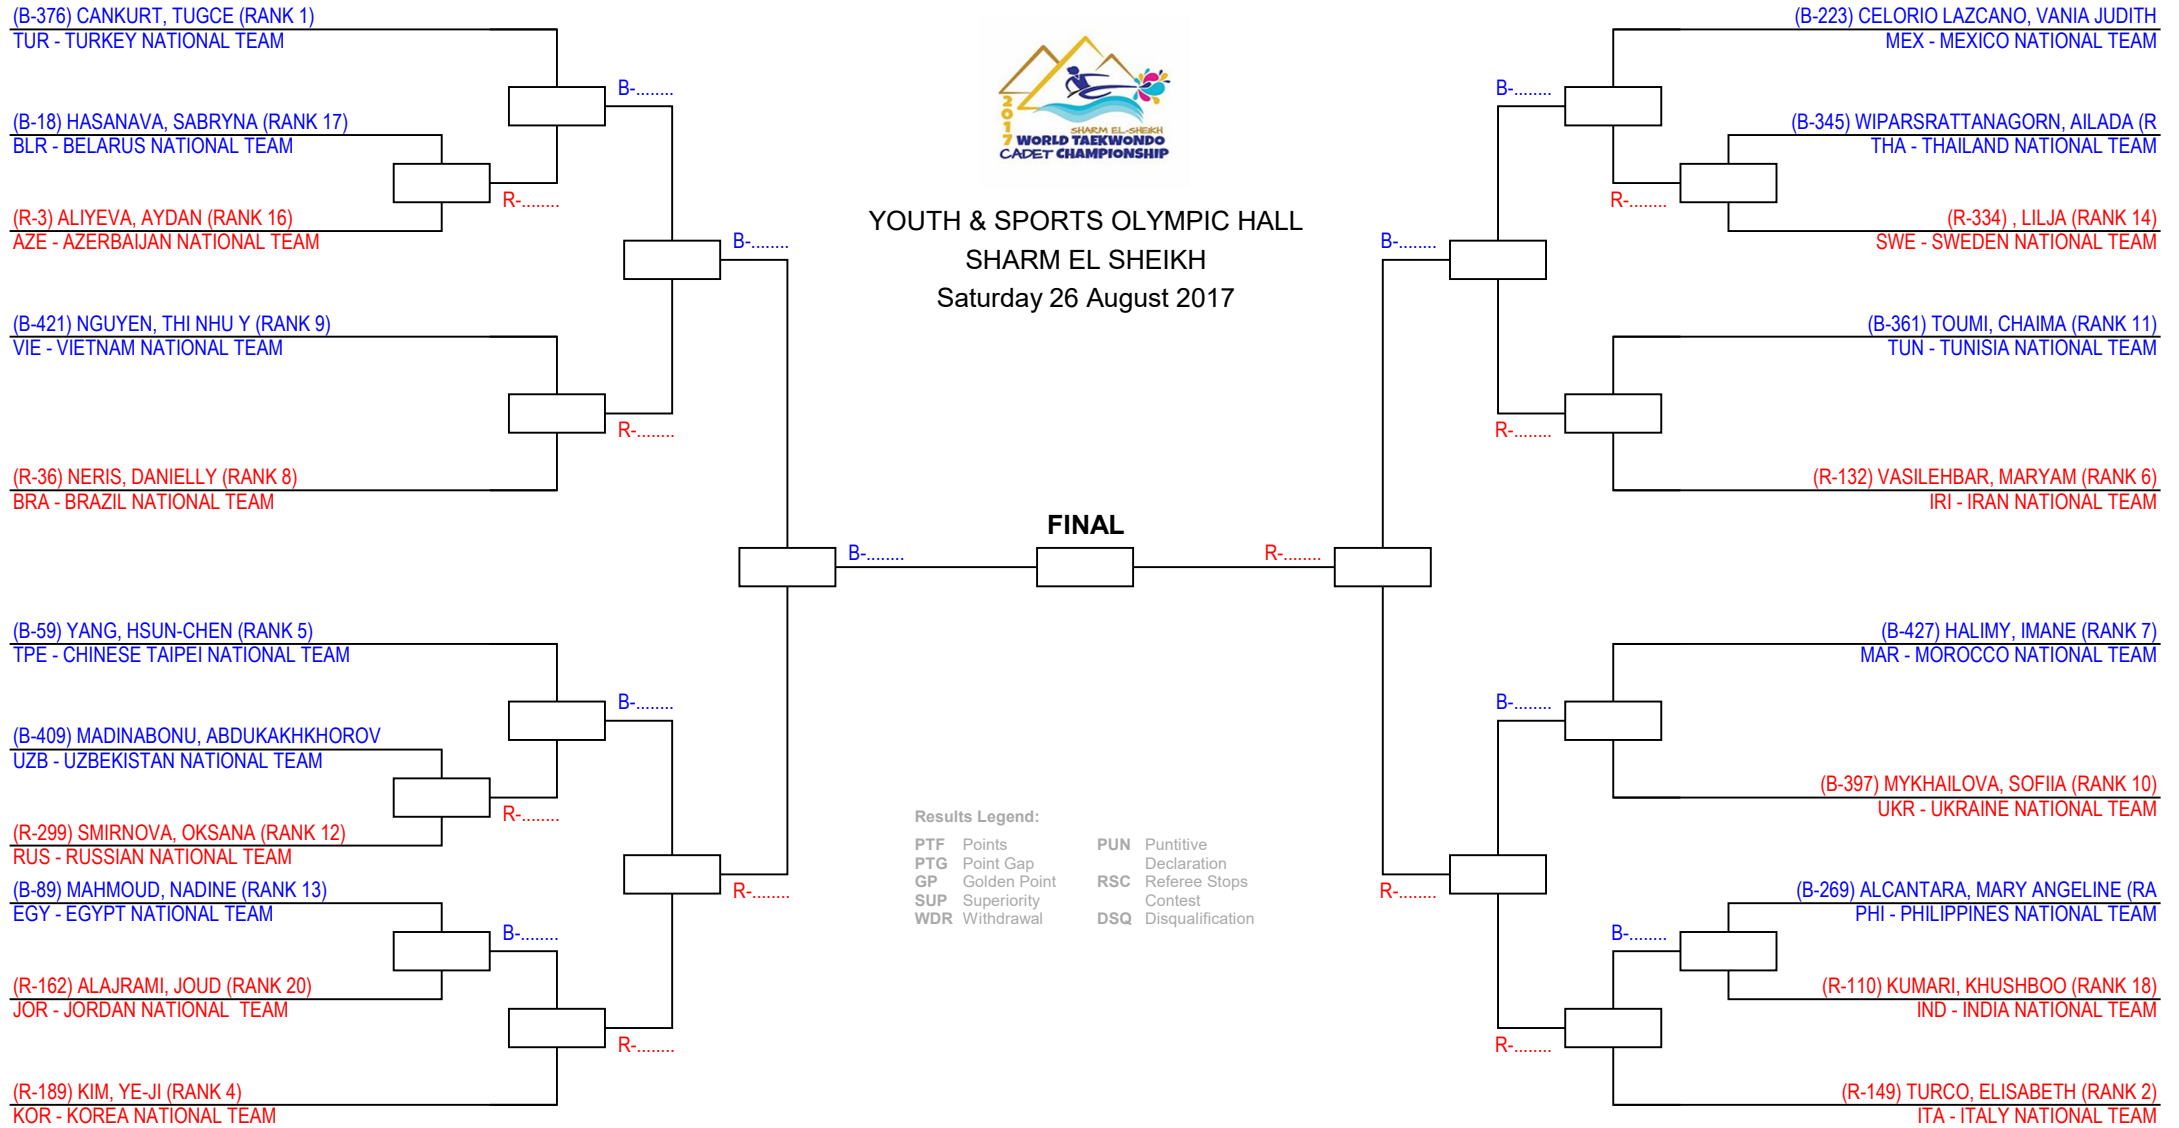 (B-376) CANKURT, TUGCE (RANK 1)
TUR - TURKEY NATIONAL TEAM
B-........
(B-18) HASANAVA, SABRYNA (RANK 17)
BLR - BELARUS NATIONAL TEAM
R-........
(R-3) ALIYEVA, AYDAN (RANK 16)
AZE - AZERBAIJAN NATIONAL TEAM
B-........
(B-421) NGUYEN, THI NHU Y (RANK 9)
VIE - VIETNAM NATIONAL TEAM
R-........
(R-36) NERIS, DANIELLY (RANK 8)
BRA - BRAZIL NATIONAL TEAM
B-........
(B-59) YANG, HSUN-CHEN (RANK 5)
TPE - CHINESE TAIPEI NATIONAL TEAM
B-........
(B-409) MADINABONU, ABDUKAKHKHOROV
UZB - UZBEKISTAN NATIONAL TEAM
R-........
(R-299) SMIRNOVA, OKSANA (RANK 12)
RUS - RUSSIAN NATIONAL TEAM
R-........
(B-89) MAHMOUD, NADINE (RANK 13)
EGY - EGYPT NATIONAL TEAM
B-........
(R-162) ALAJRAMI, JOUD (RANK 20)
JOR - JORDAN NATIONAL  TEAM
R-........
(R-189) KIM, YE-JI (RANK 4)
KOR - KOREA NATIONAL TEAM
2017
SHARM EL-SHEIKH
WORLD TAEKWONDO
CADET CHAMPIONSHIP
YOUTH & SPORTS OLYMPIC HALL
SHARM EL SHEIKH
Saturday 26 August 2017
FINAL
Results Legend:
PTF Points
PTG Point Gap
GP Golden Point
SUP Superiority
WDR Withdrawal
PUN Puntitive
Declaration
RSC Referee Stops
Contest
DSQ Disqualification
(B-223) CELORIO LAZCANO, VANIA JUDITH
MEX - MEXICO NATIONAL TEAM
B-........
(B-345) WIPARSRATTANAGORN, AILADA (R
THA - THAILAND NATIONAL TEAM
R-........
(R-334) , LILJA (RANK 14)
SWE - SWEDEN NATIONAL TEAM
B-........
(B-361) TOUMI, CHAIMA (RANK 11)
TUN - TUNISIA NATIONAL TEAM
R-........
(R-132) VASILEHBAR, MARYAM (RANK 6)
IRI - IRAN NATIONAL TEAM
R-........
(B-427) HALIMY, IMANE (RANK 7)
MAR - MOROCCO NATIONAL TEAM
B-........
(B-397) MYKHAILOVA, SOFIIA (RANK 10)
UKR - UKRAINE NATIONAL TEAM
R-........
(B-269) ALCANTARA, MARY ANGELINE (RA
PHI - PHILIPPINES NATIONAL TEAM
B-........
(R-110) KUMARI, KHUSHBOO (RANK 18)
IND - INDIA NATIONAL TEAM
R-........
(R-149) TURCO, ELISABETH (RANK 2)
ITA - ITALY NATIONAL TEAM